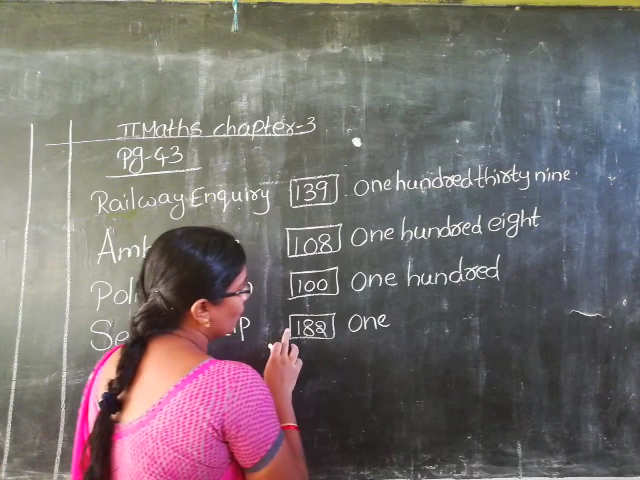 II Maths chapter-3
Pg-43
Railway Enquiry 139 One hundred thirty nine
108 One hundred eight
100 One hundred
182 One